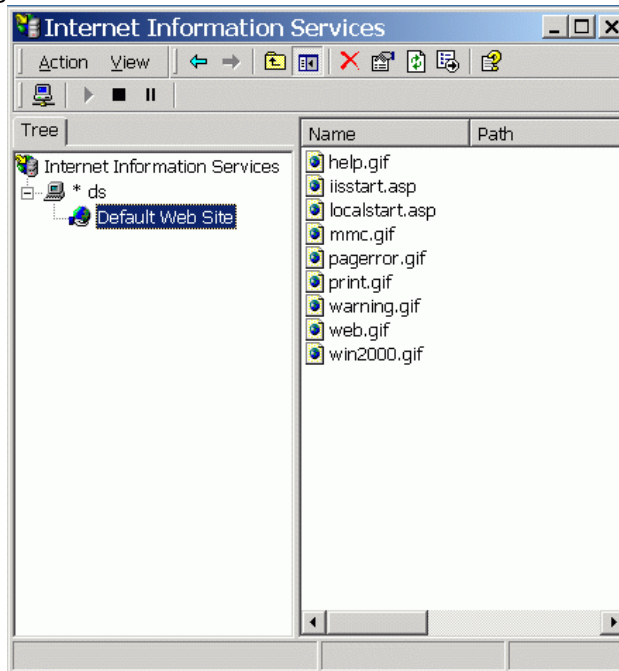 Internet Information Services
Action View
Tree
Name Path
Internet Information Services
* ds
Default Web Site
help.gif
iisstart.asp
localstart.asp
mmc.gif
pagerror.gif
print.gif
warning.gif
web.gif
win2000.gif